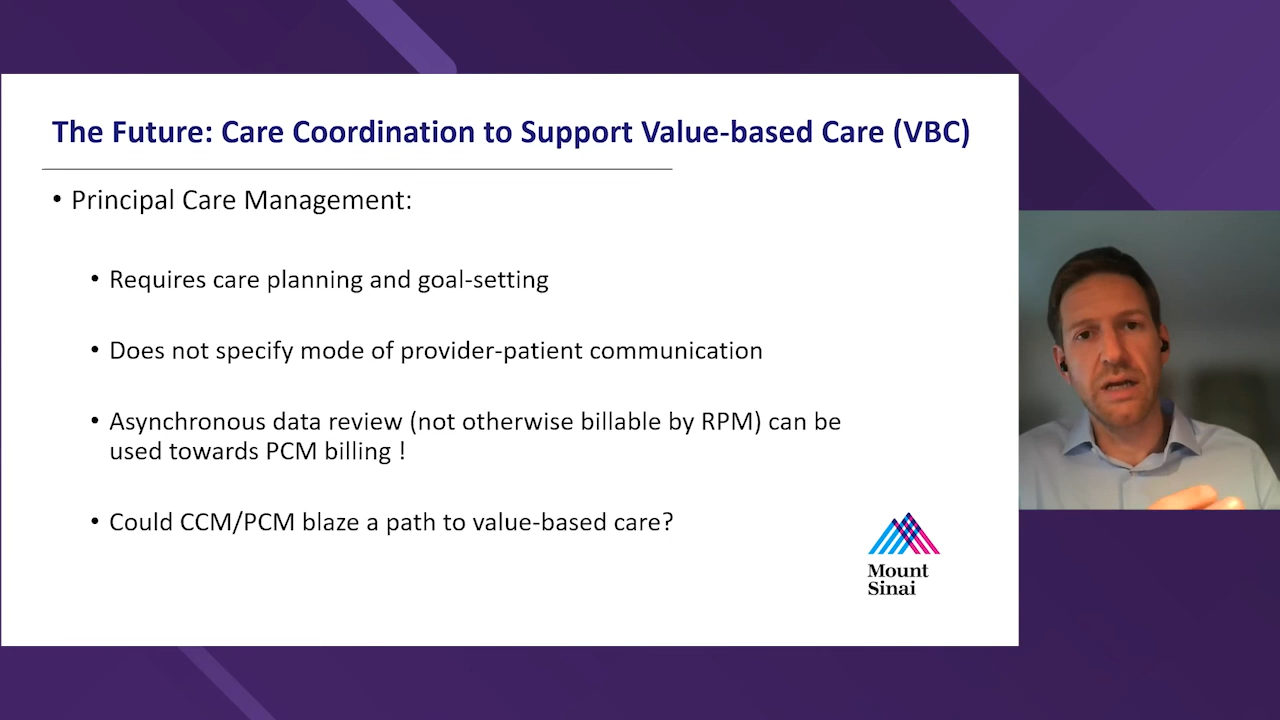 The Future: Care Coordination to Support Value-based Care (VBC)
• Principal Care Management:
• Requires care planning and goal-setting
• Does not specify mode of provider-patient communication
• Asynchronous data review (not otherwise billable by RPM) can be
used towards PCM billing !
• Could CCM/PCM blaze a path to value-based care?
Mount
Sinai